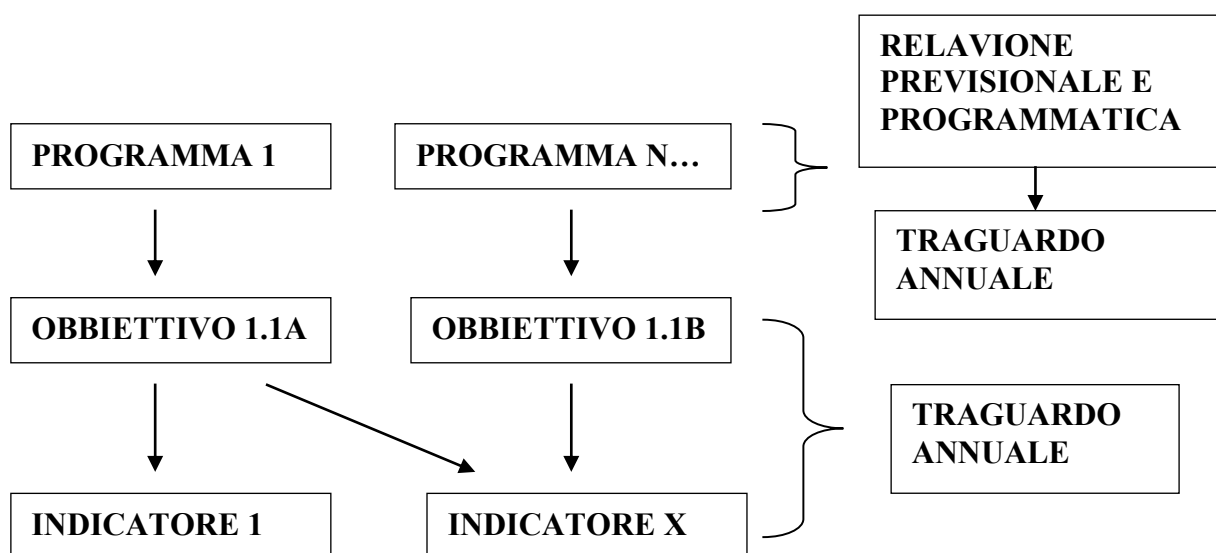 RELAVIONE
PREVISIONALE E
PROGRAMMATICA
PROGRAMMA 1
PROGRAMMA N...
TRAGUARDO
ANNUALE
OBBIETTIVO 1.1A
OBBIETTIVO 1.1B
TRAGUARDO
ANNUALE
INDICATORE 1
INDICATORE X